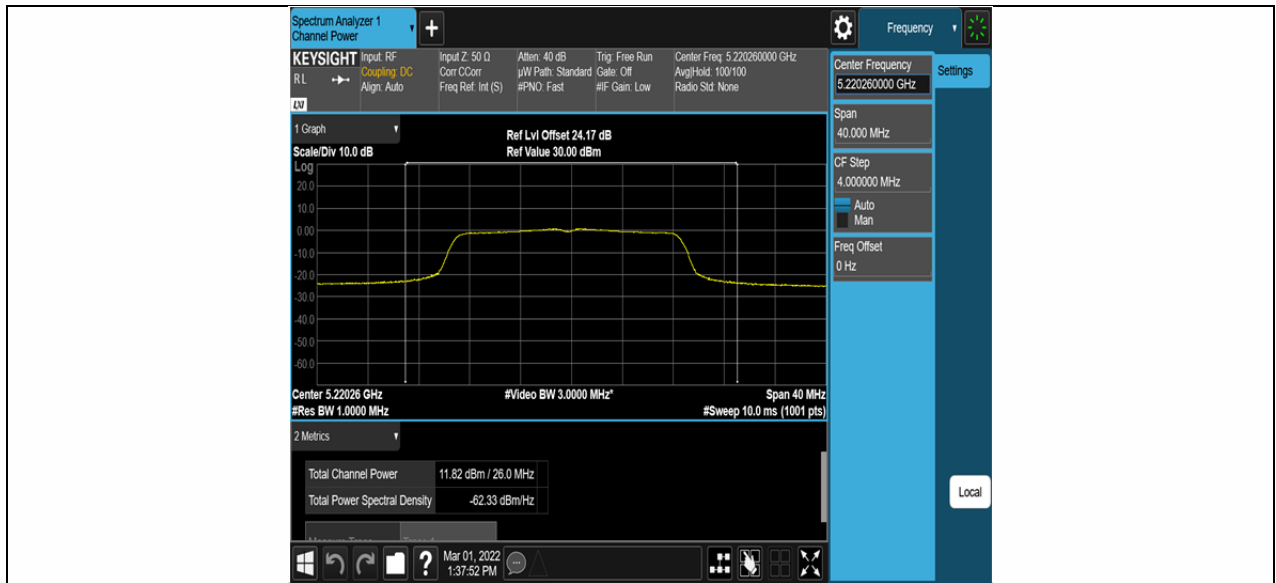 Spectrum Analyzer 1
Channel Power
+
Frequency
KEYSIGHT
RL
LXI
Input: RF
Coupling: DC
Align: Auto
Input Z: 50 Ω
Corr CCorr
Freq Ref: Int (S)
Atten: 40 dB
µW Path: Standard
#PNO: Fast
Trig: Free Run
Gate: Off
#IF Gain: Low
Center Freq: 5.220260000 GHz
Avg|Hold: 100/100
Radio Std: None
1 Graph
Scale/Div 10.0 dB
Ref Lvl Offset 24.17 dB
Ref Value 30.00 dBm
Log
20.0
10.0
0.00
-10.0
-20.0
-30.0
-40.0
-50.0
-60.0
Center 5.22026 GHz
#Video BW 3.0000 MHz*
Span 40 MHz
#Res BW 1.0000 MHz
#Sweep 10.0 ms (1001 pts)
2 Metrics
Total Channel Power 11.82 dBm / 26.0 MHz
Total Power Spectral Density -62.33 dBm/Hz
Center Frequency
5.220260000 GHz
Settings
Span
40.000 MHz
CF Step
4.000000 MHz
Auto
Man
Freq Offset
0 Hz
Local
?
Mar 01, 2022
1:37:52 PM